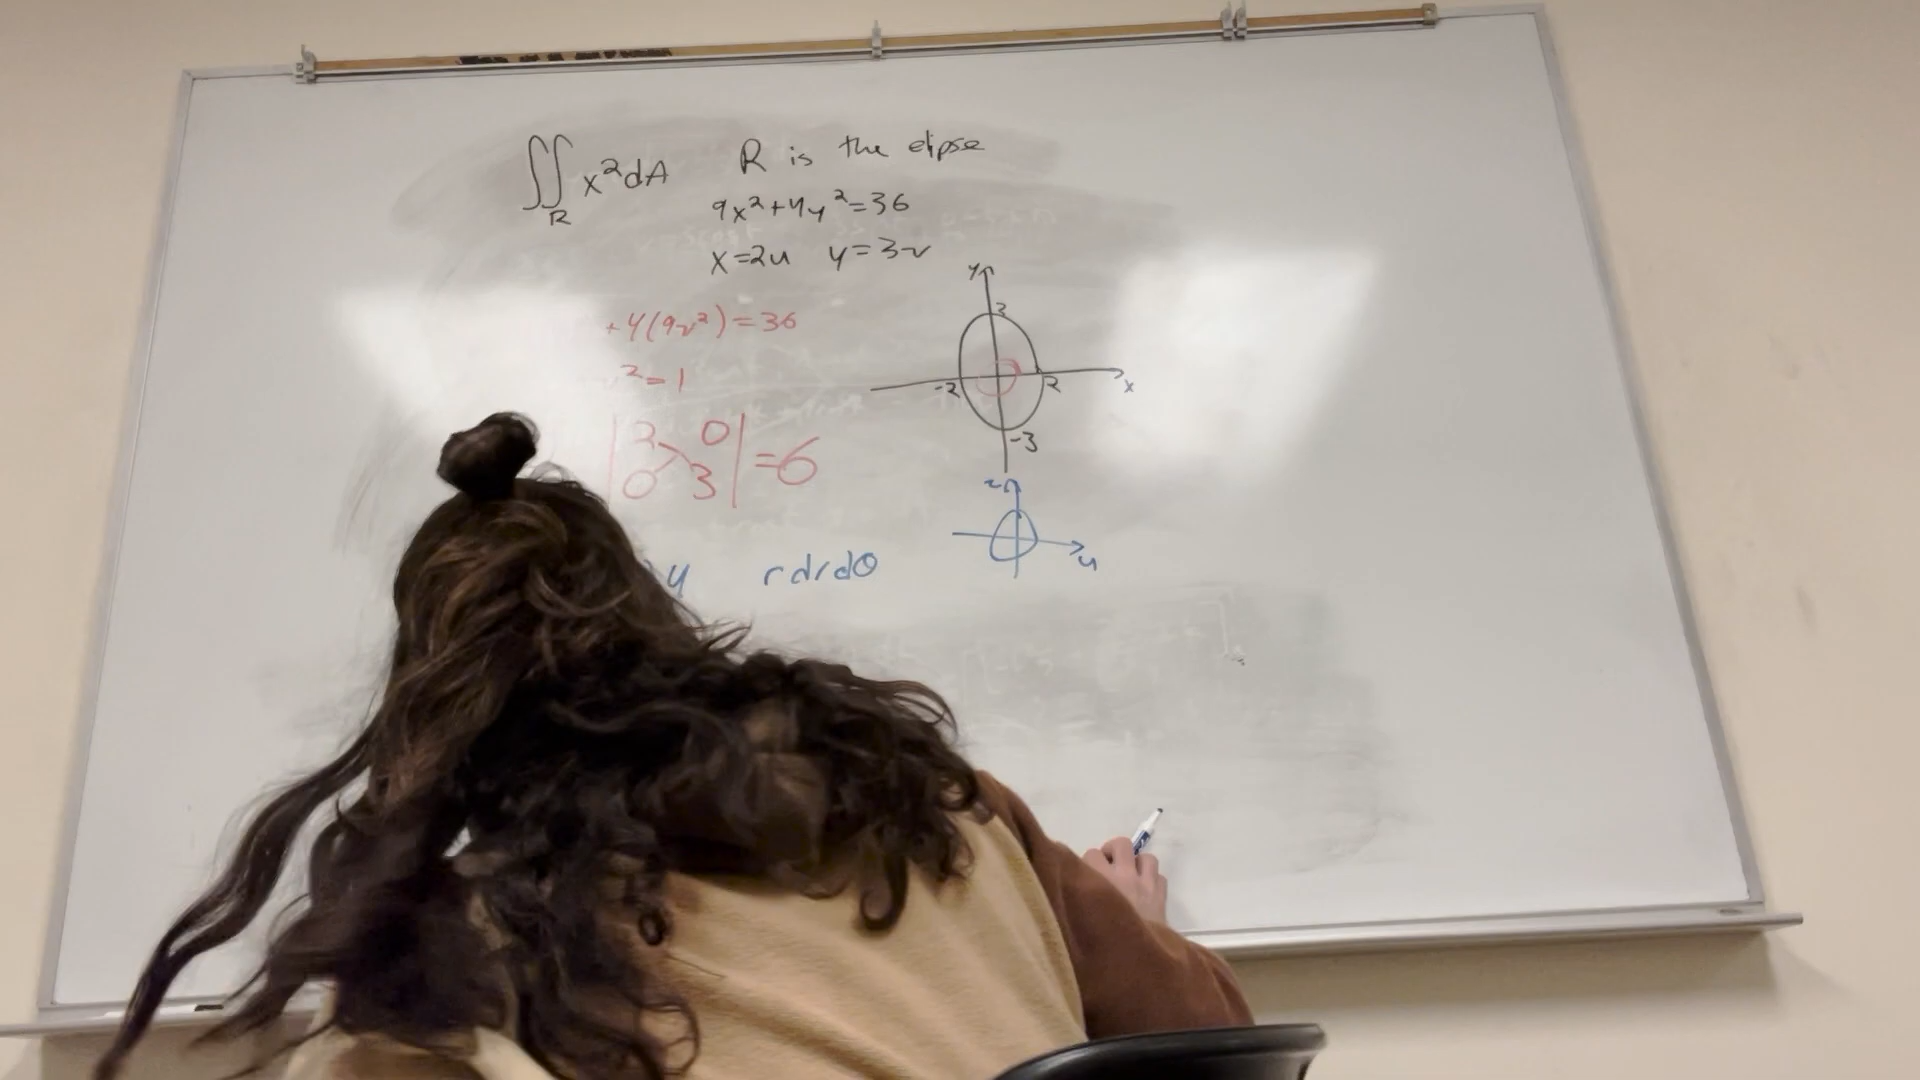 ∬_R x²dA R is the elipse
9x²+4y²=36
x=2u y=3v
+4(9v²)=36
²=1
|2 0|
|0 3| =6
y rdrdθ
y
3
-2 2 x
-3
v
u